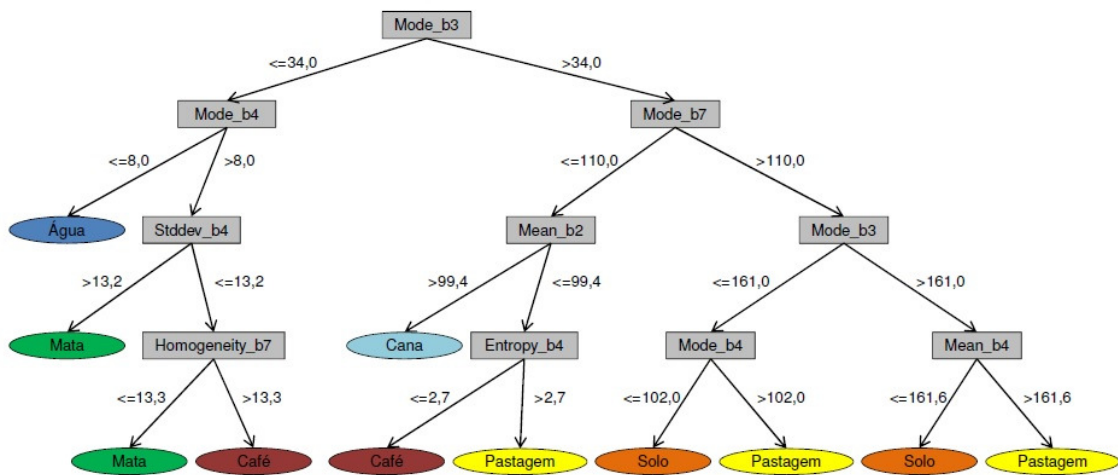 Mode_b3
<=34,0 >34,0
Mode_b4 Mode_b7
<=8,0 >8,0 <=110,0 >110,0
Água Stddev_b4 Mean_b2 Mode_b3
>13,2 <=13,2 >99,4 <=99,4 <=161,0 >161,0
Mata Homogeneity_b7 Cana Entropy_b4 Mode_b4 Mean_b4
<=13,3 >13,3 <=2,7 >2,7 <=102,0 >102,0 <=161,6 >161,6
Mata Café Café Pastagem Solo Pastagem Solo Pastagem